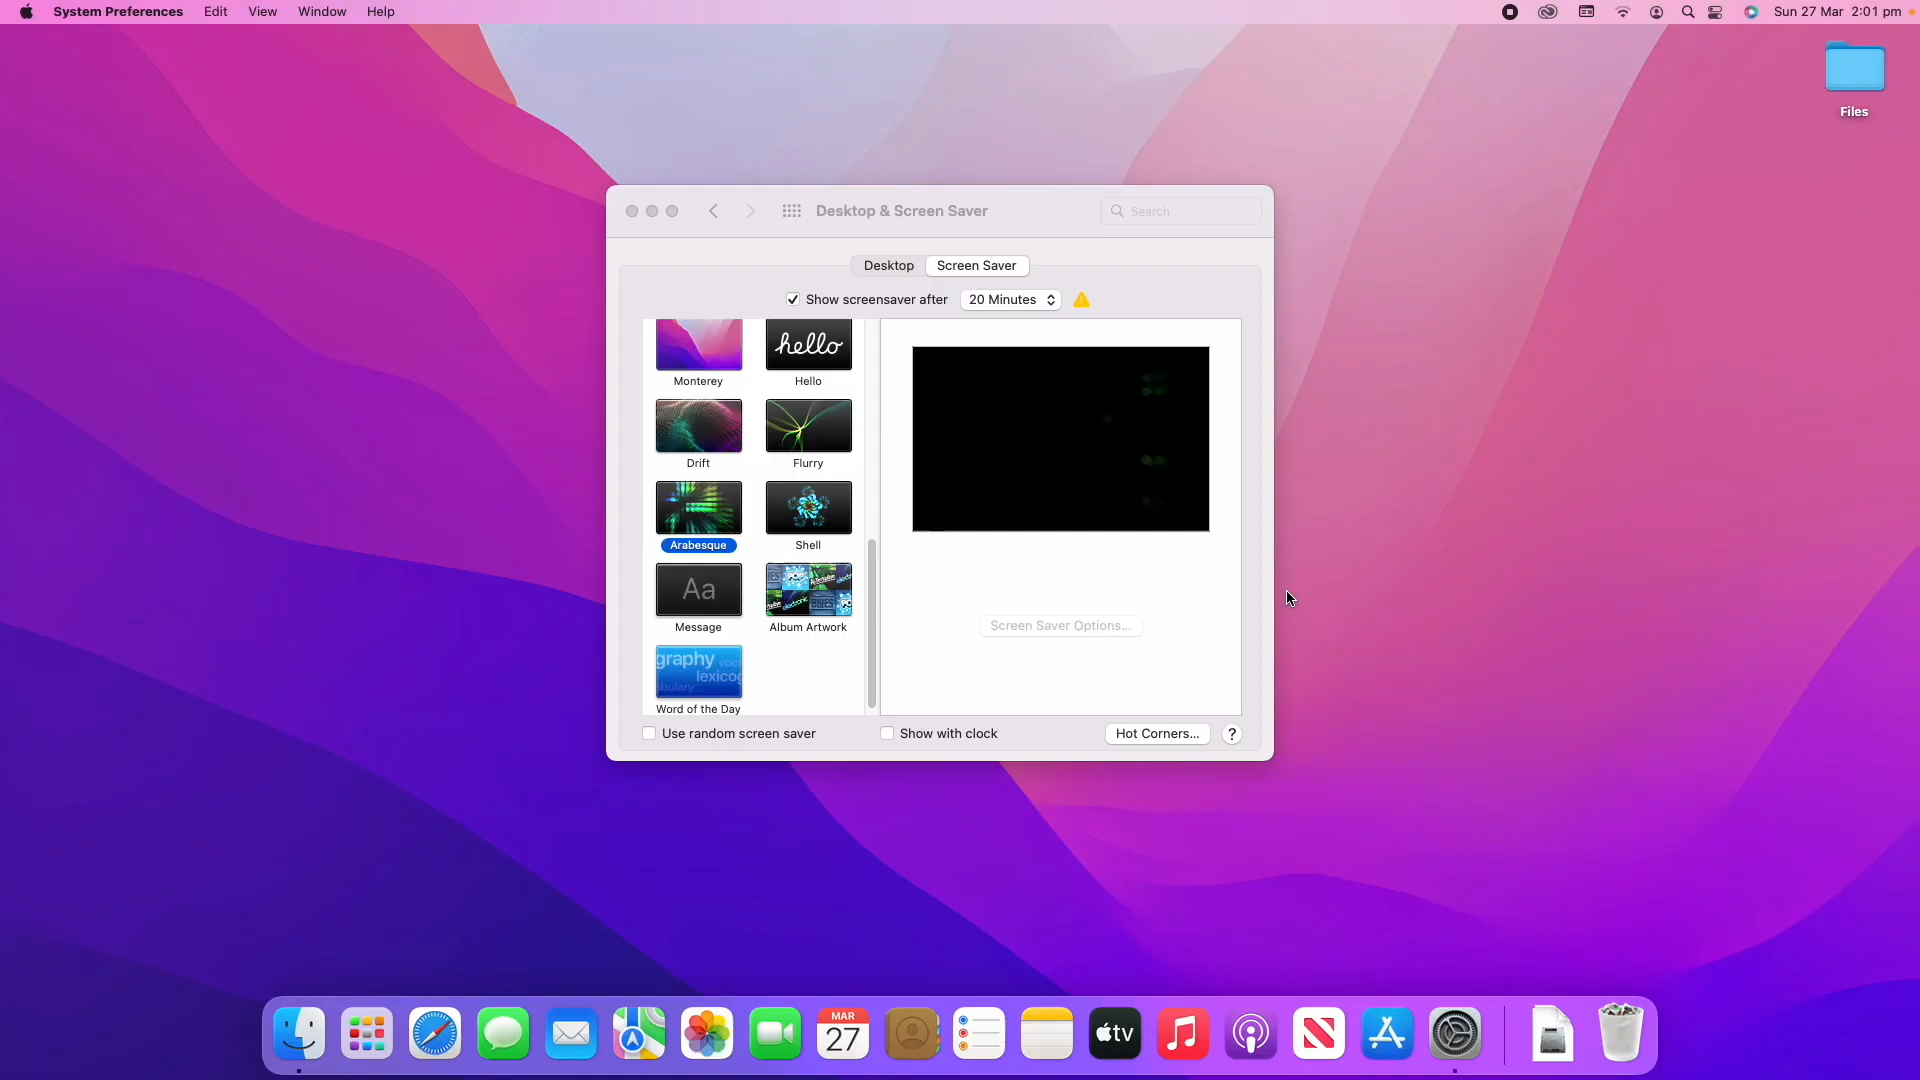 System Preferences Edit View Window Help
Sun 27 Mar 2:01 pm
Files
Desktop & Screen Saver
Search
Desktop Screen Saver
Show screensaver after 20 Minutes
hello
Monterey Hello
Drift Flurry
Arabesque Shell
Aa
Message Album Artwork
graphy
lexico
bulary
Word of the Day
Screen Saver Options...
Use random screen saver
Show with clock
Hot Corners...
?
MAR
27
tv